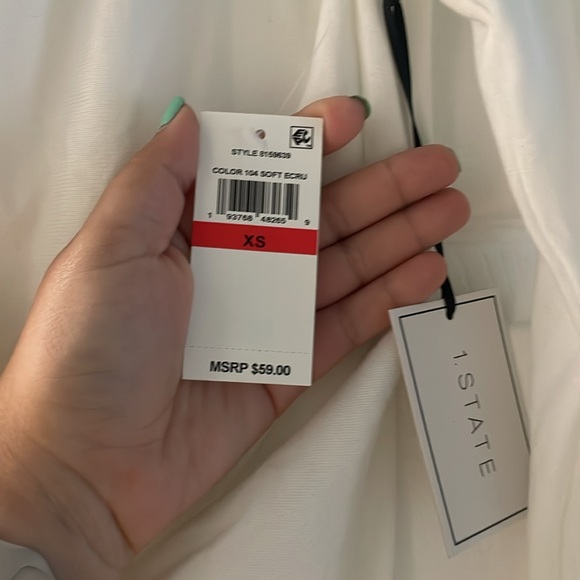 STYLE 8159639
COLOR 104 SOFT ECRU
1 93768 48265 9
XS
MSRP $59.00
1.STATE